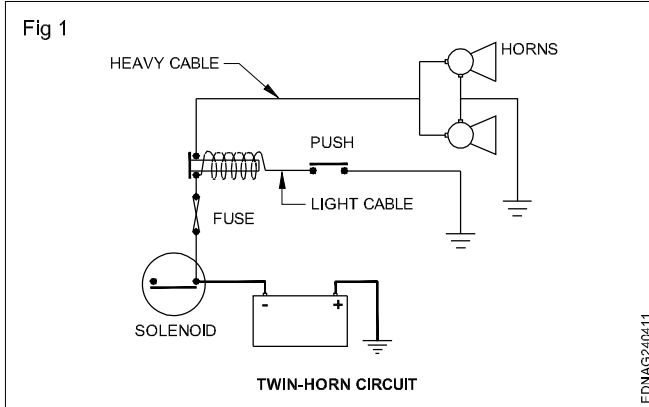 Fig 1
HORNS
HEAVY CABLE
PUSH
LIGHT CABLE
FUSE
- +
SOLENOID
TWIN-HORN CIRCUIT
EDNAG240411